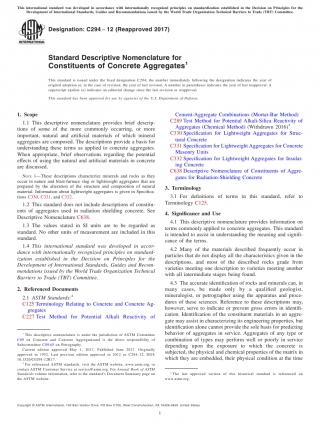 This international standard was developed in accordance with internationally recognized principles on standardization established in the Decision on Principles for the
Development of International Standards, Guides and Recommendations issued by the World Trade Organization Technical Barriers to Trade (TBT) Committee.
Designation: C294 − 12 (Reapproved 2017)
Standard Descriptive Nomenclature for
Constituents of Concrete Aggregates¹
This standard is issued under the fixed designation C294; the number immediately following the designation indicates the year of
original adoption or, in the case of revision, the year of last revision. A number in parentheses indicates the year of last reapproval. A
superscript epsilon (ε) indicates an editorial change since the last revision or reapproval.
This standard has been approved for use by agencies of the U.S. Department of Defense.
1. Scope
1.1 This descriptive nomenclature provides brief descrip-
tions of some of the more commonly occurring, or more
important, natural and artificial materials of which mineral
aggregates are composed. The descriptions provide a basis for
understanding these terms as applied to concrete aggregates.
When appropriate, brief observations regarding the potential
effects of using the natural and artificial materials in concrete
are discussed.
NOTE 1—These descriptions characterize minerals and rocks as they
occur in nature and blast-furnace slag or lightweight aggregates that are
prepared by the alteration of the structure and composition of natural
material. Information about lightweight aggregates is given in Specifica-
tions C330, C331, and C332.
1.2 This standard does not include descriptions of constitu-
ents of aggregates used in radiation shielding concrete. See
Descriptive Nomenclature C638.
1.3 The values stated in SI units are to be regarded as
standard. No other units of measurement are included in this
standard.
1.4 This international standard was developed in accor-
dance with internationally recognized principles on standard-
ization established in the Decision on Principles for the
Development of International Standards, Guides and Recom-
mendations issued by the World Trade Organization Technical
Barriers to Trade (TBT) Committee.
2. Referenced Documents
2.1 ASTM Standards:²
C125 Terminology Relating to Concrete and Concrete Ag-
gregates
C227 Test Method for Potential Alkali Reactivity of
¹ This descriptive nomenclature is under the jurisdiction of ASTM Committee
C09 on Concrete and Concrete Aggregates and is the direct responsibility of
Subcommittee
Current edition approved May 1, 2017. Published June 2017. Originally
approved in 1952. Last previous edition approved in 2012 as C294–12. DOI:
10.1520/C0294-12R17.
² For referenced ASTM standards, visit the ASTM website, www.astm.org, or
contact ASTM Customer Service at service@astm.org. For Annual Book of ASTM
Standards volume information, refer to the standard's Document Summary page on
the ASTM website.
Cement-Aggregate Combinations (Mortar-Bar Method)
C289 Test Method for Potential Alkali-Silica Reactivity of
Aggregates (Chemical Method) (Withdrawn 2016)³
C330 Specification for Lightweight Aggregates for Struc-
tural Concrete
C331 Specification for Lightweight Aggregates for Concrete
Masonry Units
C332 Specification for Lightweight Aggregates for Insulat-
ing Concrete
C638 Descriptive Nomenclature of Constituents of Aggre-
gates for Radiation-Shielding Concrete
3. Terminology
3.1 For definitions of terms in this standard, refer to
Terminology C125.
4. Significance and Use
4.1 This descriptive nomenclature provides information on
terms commonly applied to concrete aggregates. This standard
is intended to assist in understanding the meaning and signifi-
cance of the terms.
4.2 Many of the materials described frequently occur in
particles that do not display all the characteristics given in the
descriptions, and most of the described rocks grade from
varieties meeting one description to varieties meeting another
with all intermediate stages being found.
4.3 The accurate identification of rocks and minerals can, in
many cases, be made only by a qualified geologist,
mineralogist, or petrographer using the apparatus and proce-
dures of these sciences. Reference to these descriptions may,
however, serve to indicate or prevent gross errors in identifi-
cation. Identification of the constituent materials in an aggre-
gate may assist in characterizing its engineering properties, but
identification alone cannot provide the sole basis for predicting
behavior of aggregates in service. Aggregates of any type or
combination of types may perform well or poorly in service
depending upon the exposure to which the concrete is
subjected, the physical and chemical properties of the matrix in
which they are embedded, their physical condition at the time
³ The last approved version of this historical standard is referenced on
www.astm.org.
Copyright © ASTM International, 100 Barr Harbor Drive, PO Box C700, West Conshohocken, PA 19428-2959. United States
1